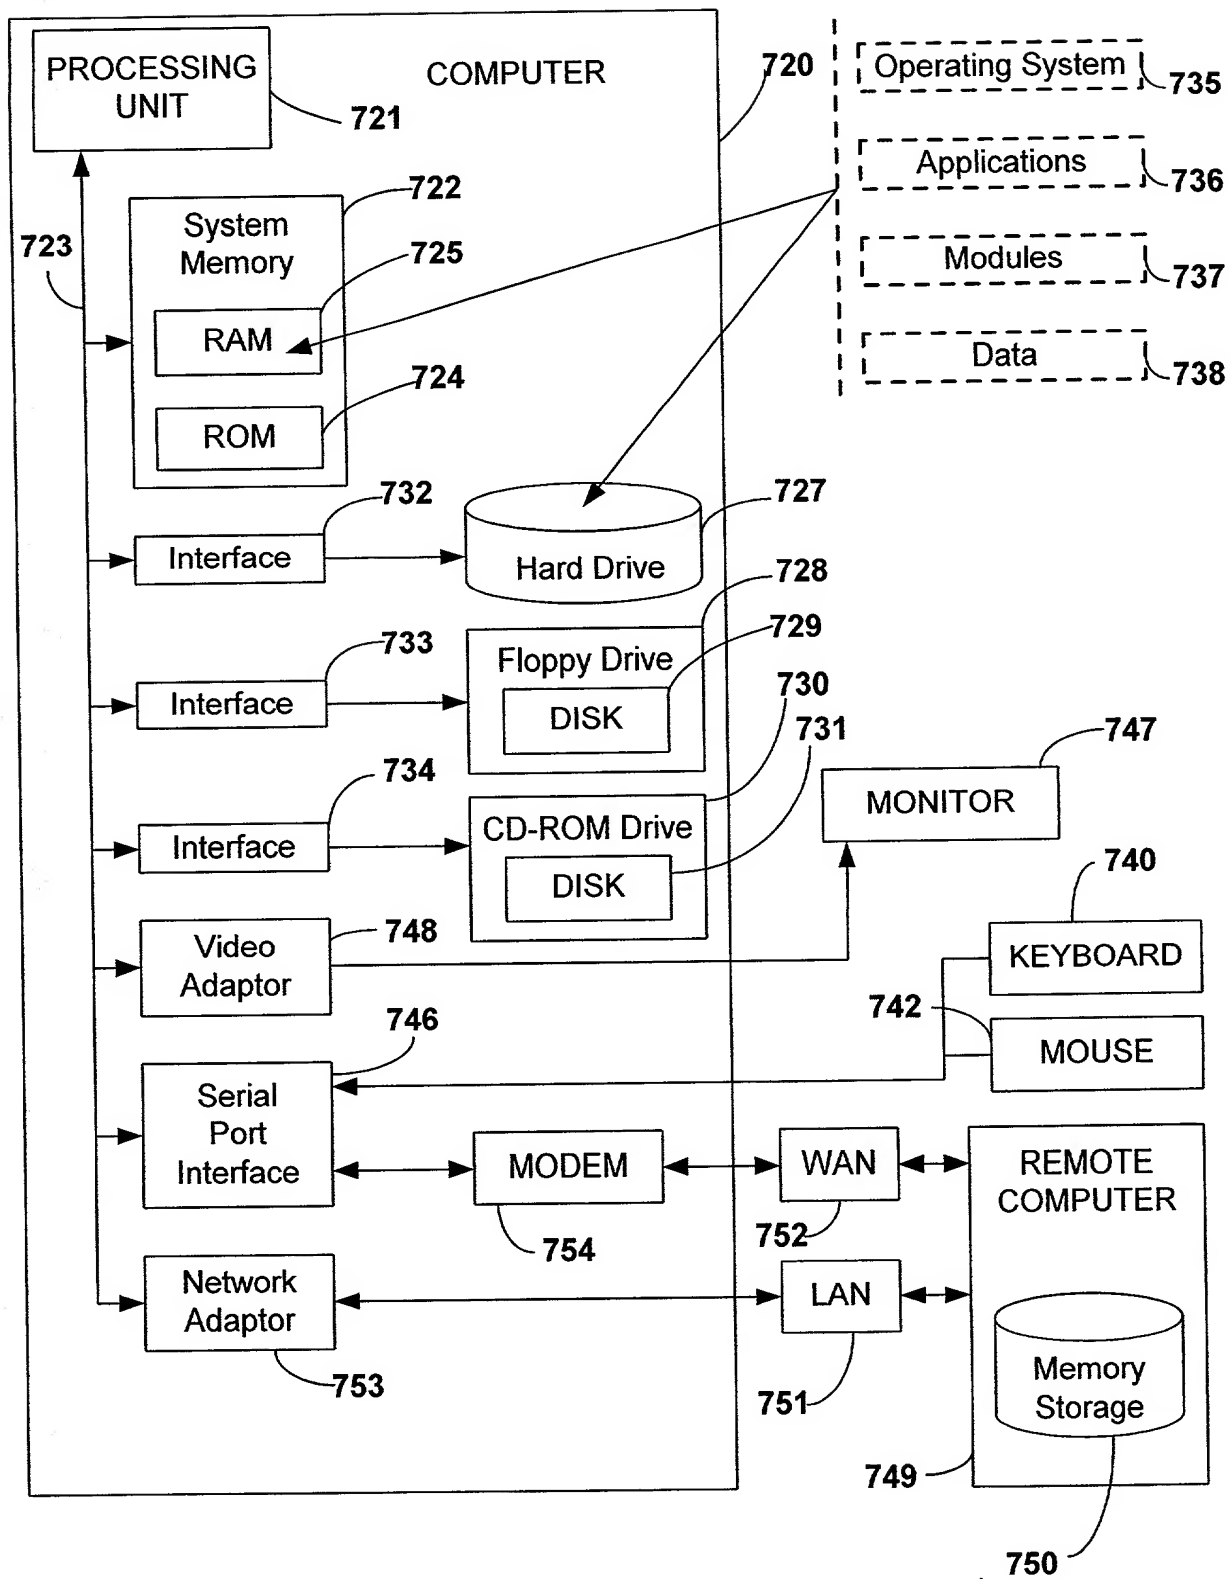 PROCESSING
UNIT
721
COMPUTER
720
Operating System
735
Applications
736
Modules
737
Data
738
723
System
Memory
722
725
RAM
724
ROM
732
Interface
727
Hard Drive
728
733
Interface
Floppy Drive
729
DISK
730
731
734
Interface
CD-ROM Drive
DISK
747
MONITOR
748
Video
Adaptor
740
KEYBOARD
742
MOUSE
746
Serial
Port
Interface
MODEM
754
WAN
752
REMOTE
COMPUTER
Network
Adaptor
753
LAN
751
Memory
Storage
749
750